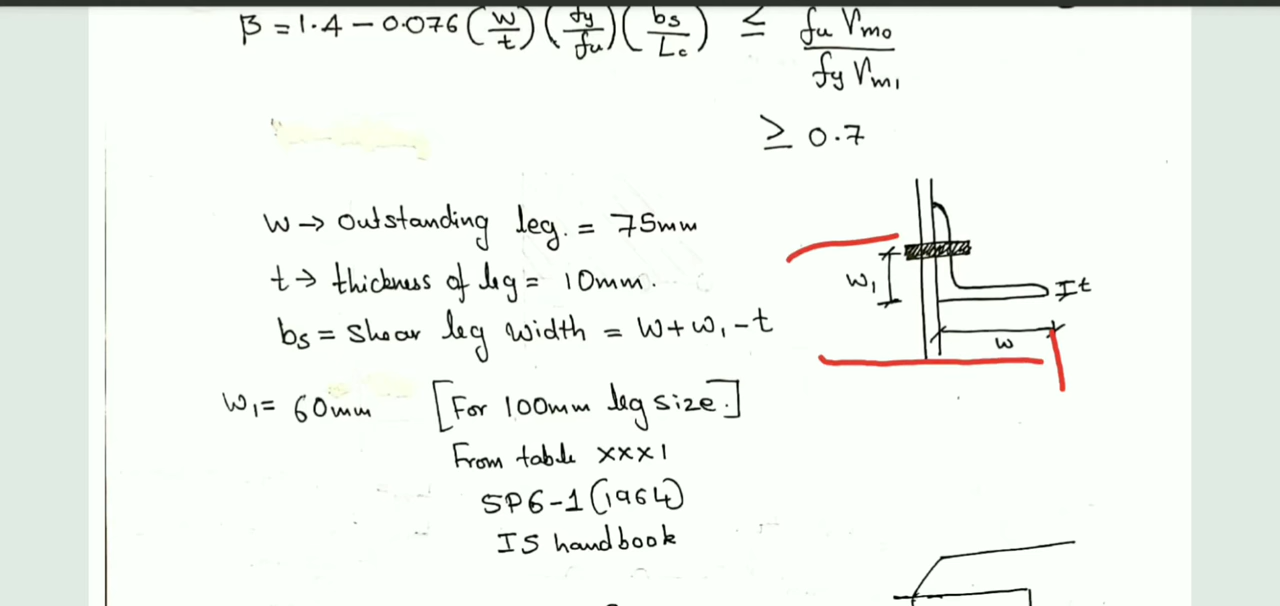 β = 1.4 − 0.076 (w/t) (fy/fu) (bs/Lc) ≤ fu γm0 / fy γm1
≥ 0.7
w → outstanding leg. = 75mm
t → thickness of leg = 10mm.
bs = shear leg width = w + w1 − t
w1
t
w
w1 = 60mm [For 100mm leg size.]
From table XXXI
SP6-1 (1964)
IS handbook